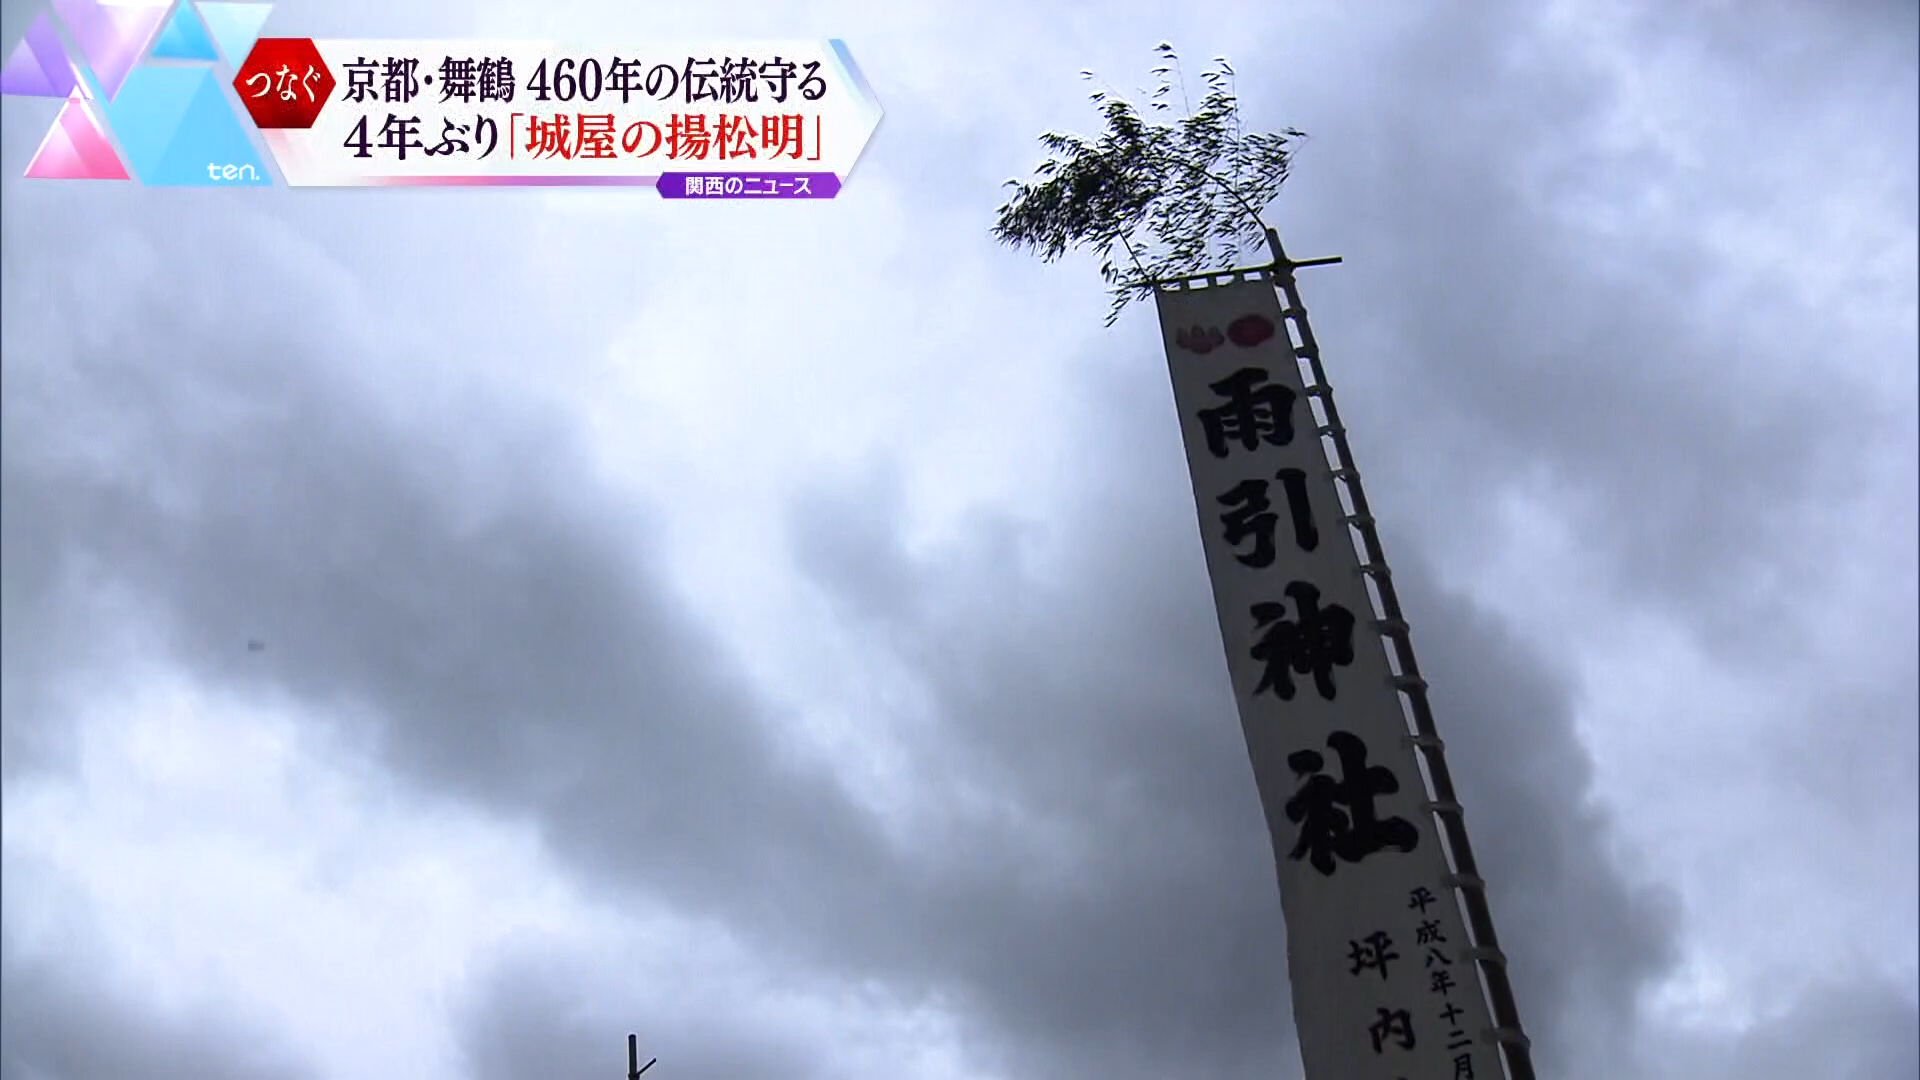 つなぐ
京都・舞鶴 460年の伝統守る
4年ぶり「城屋の揚松明」
関西のニュース
ten.
雨引神社
平成八年十二月
坪内